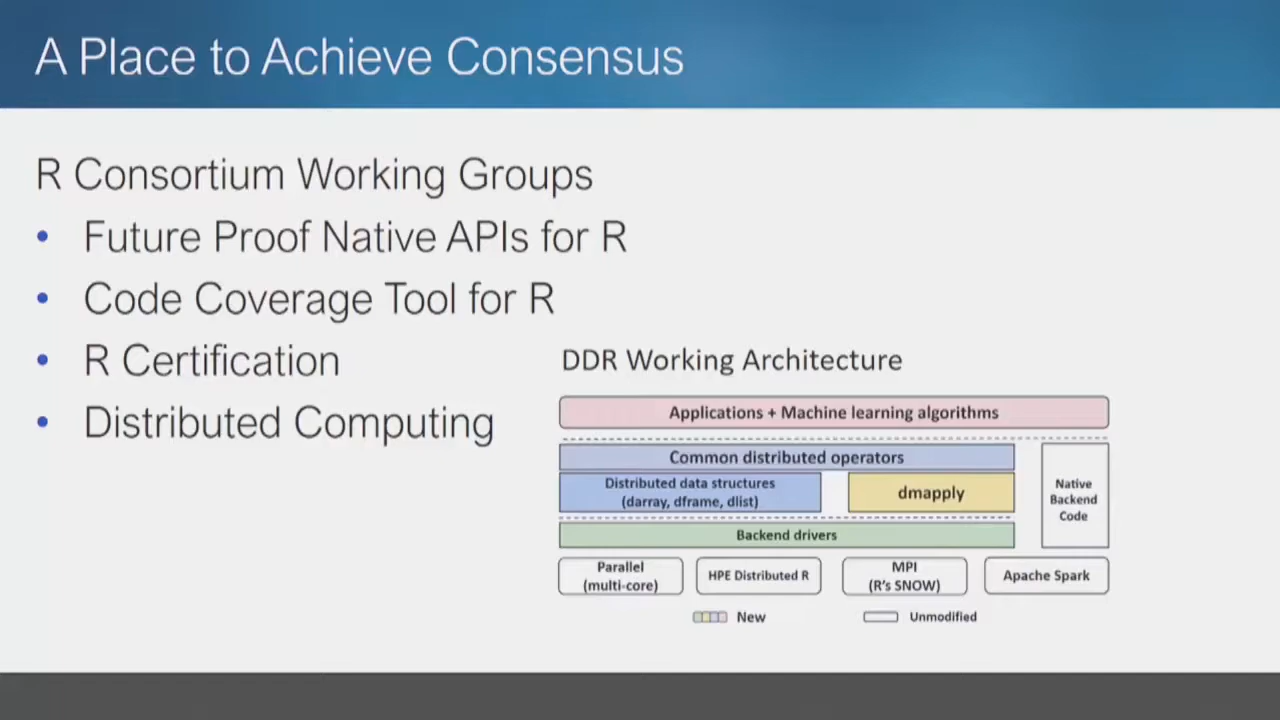 A Place to Achieve Consensus
R Consortium Working Groups
• Future Proof Native APIs for R
• Code Coverage Tool for R
• R Certification
• Distributed Computing
DDR Working Architecture
Applications + Machine learning algorithms
Common distributed operators
Distributed data structures
(darray, dframe, dlist)
dmapply
Native
Backend
Code
Backend drivers
Parallel
(multi-core)
HPE Distributed R
MPI
(R's SNOW)
Apache Spark
New
Unmodified